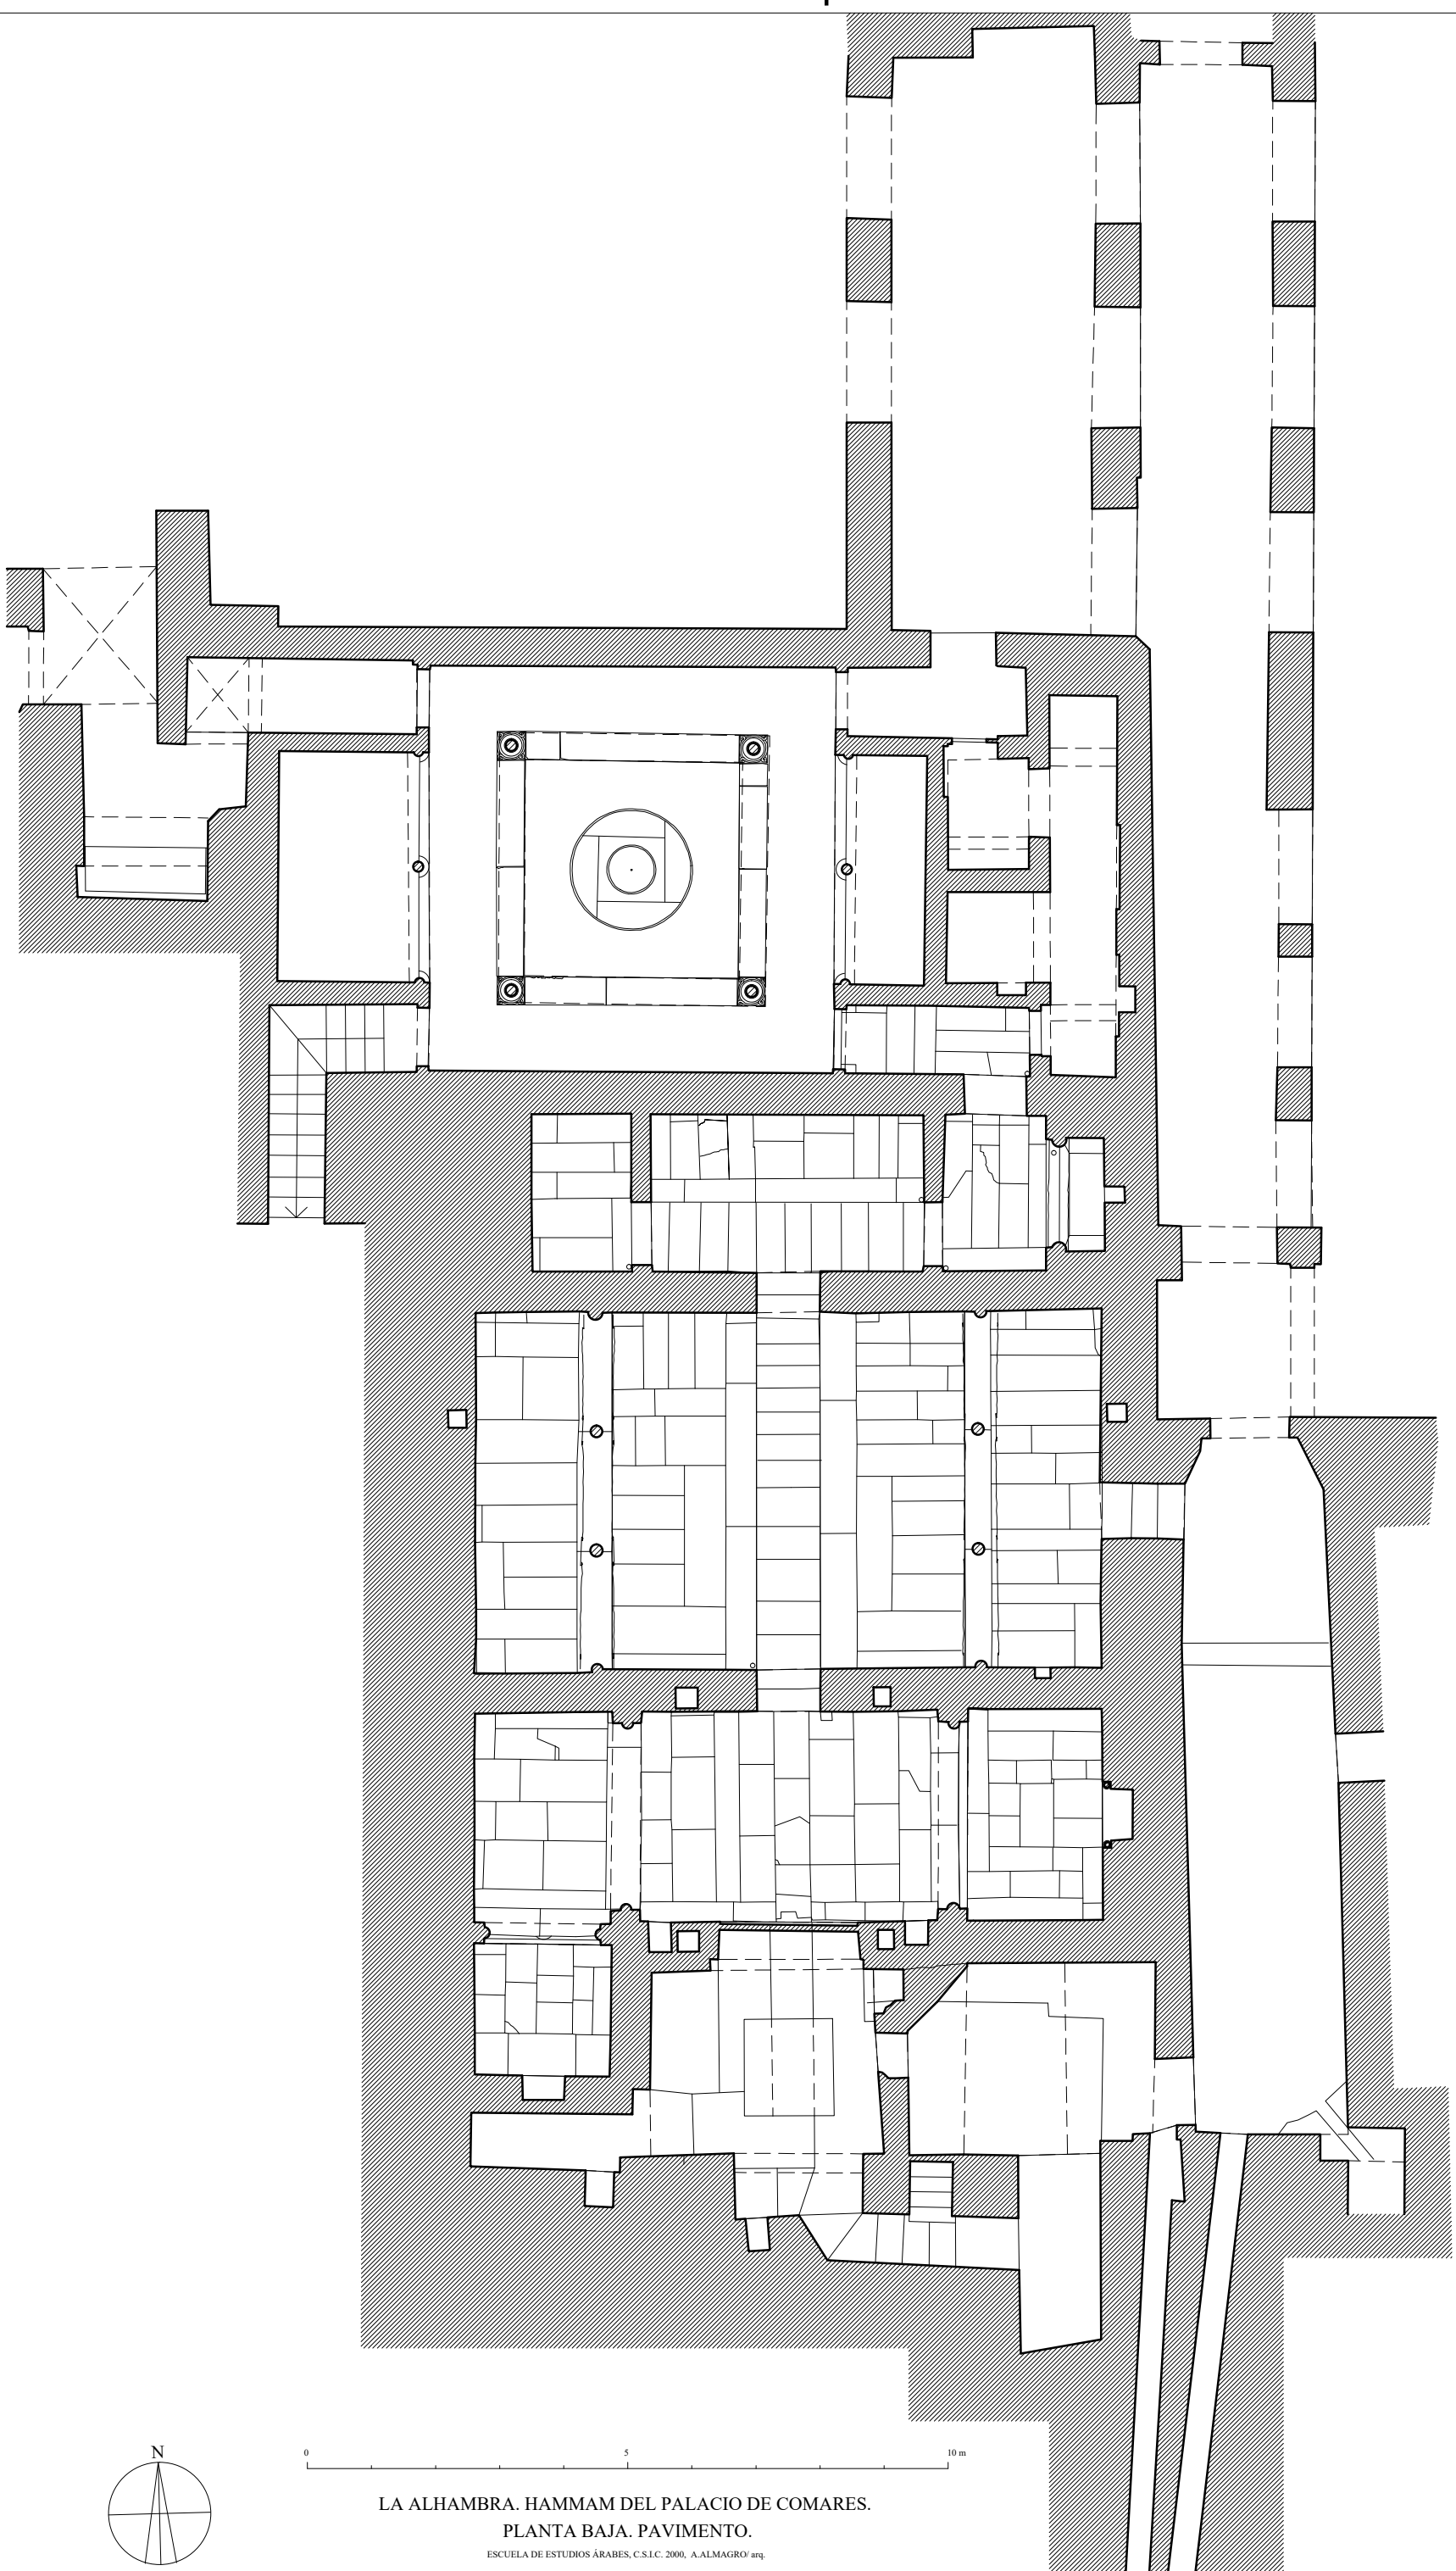 N
0 5 10 m
LA ALHAMBRA. HAMMAM DEL PALACIO DE COMARES.
PLANTA BAJA. PAVIMENTO.
ESCUELA DE ESTUDIOS ÁRABES, C.S.I.C. 2000, A.ALMAGRO/ arq.